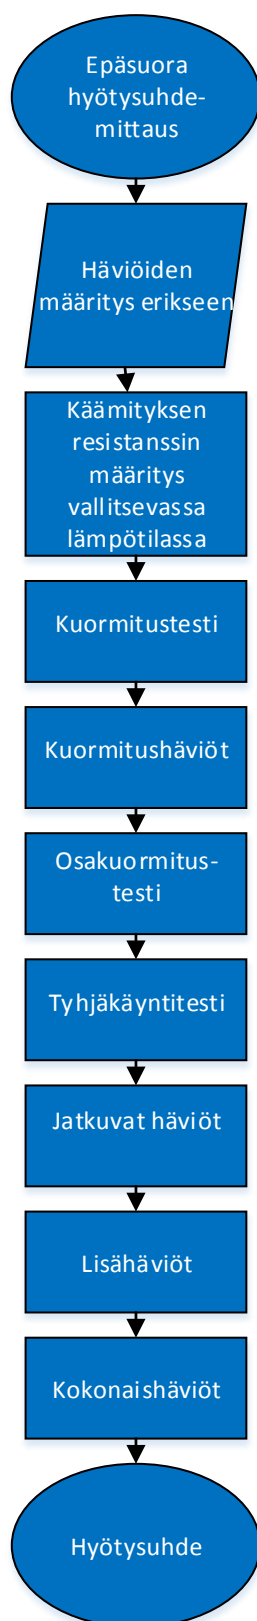 Epäsuora
hyötysuhde-
mittaus
Häviöiden
määritys erikseen
Käämityksen
resistanssin
määritys
vallitsevassa
lämpötilassa
Kuormitustesti
Kuormitushäviöt
Osakuormitus-
testi
Tyhjäkäyntitesti
Jatkuvat häviöt
Lisähäviöt
Kokonaishäviöt
Hyötysuhde